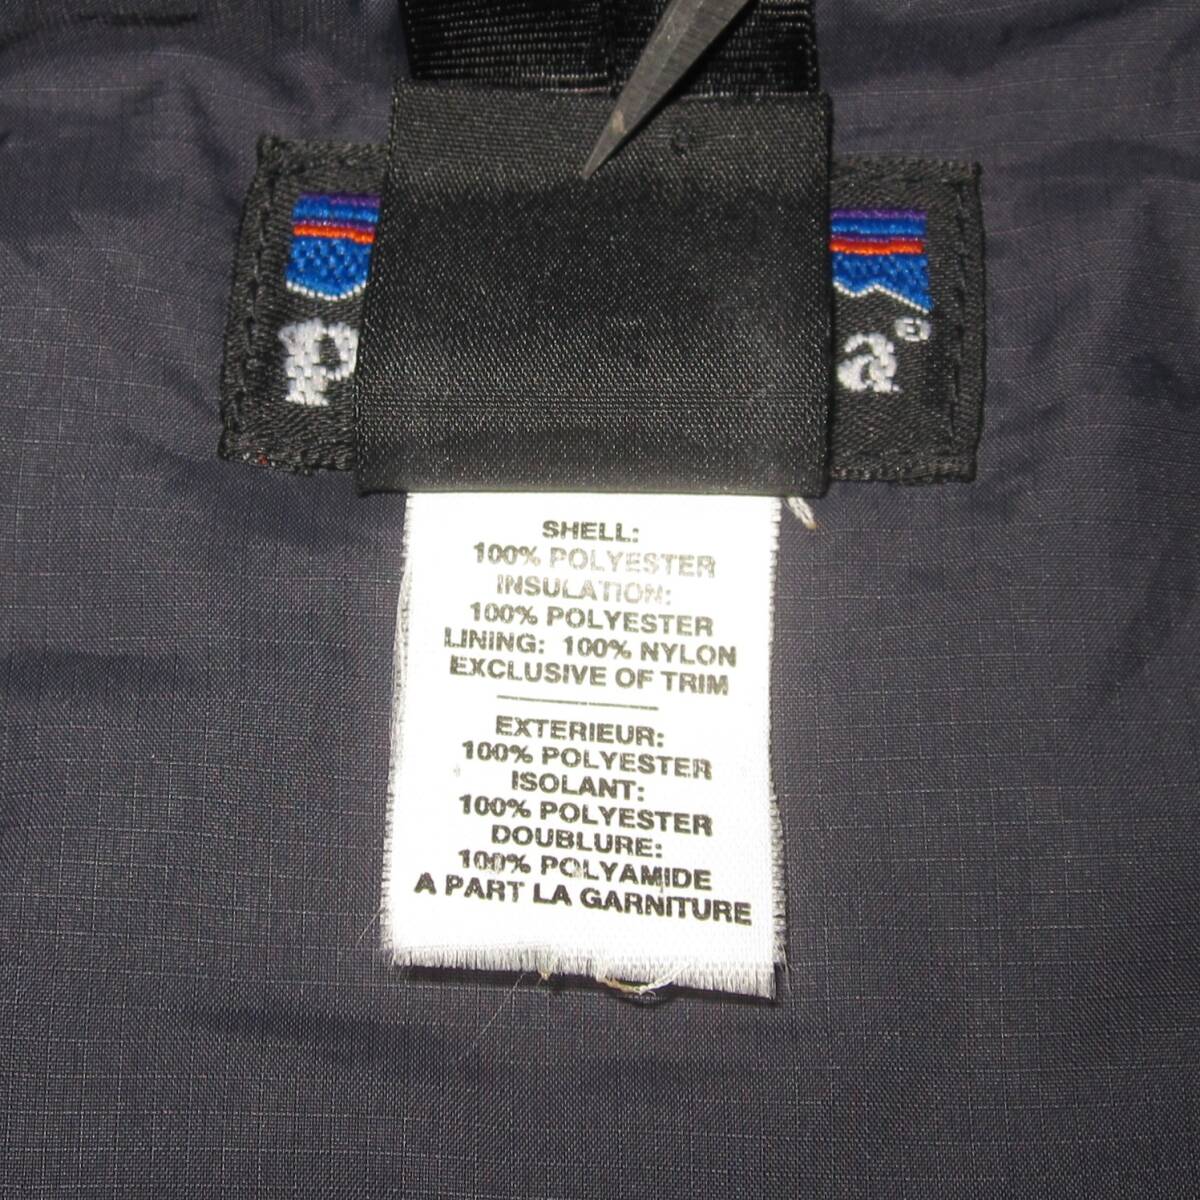 p a®
SHELL:
100% POLYESTER
INSULATION:
100% POLYESTER
LINING: 100% NYLON
EXCLUSIVE OF TRIM
EXTERIEUR:
100% POLYESTER
ISOLANT:
100% POLYESTER
DOUBLURE:
100% POLYAMIDE
A PART LA GARNITURE